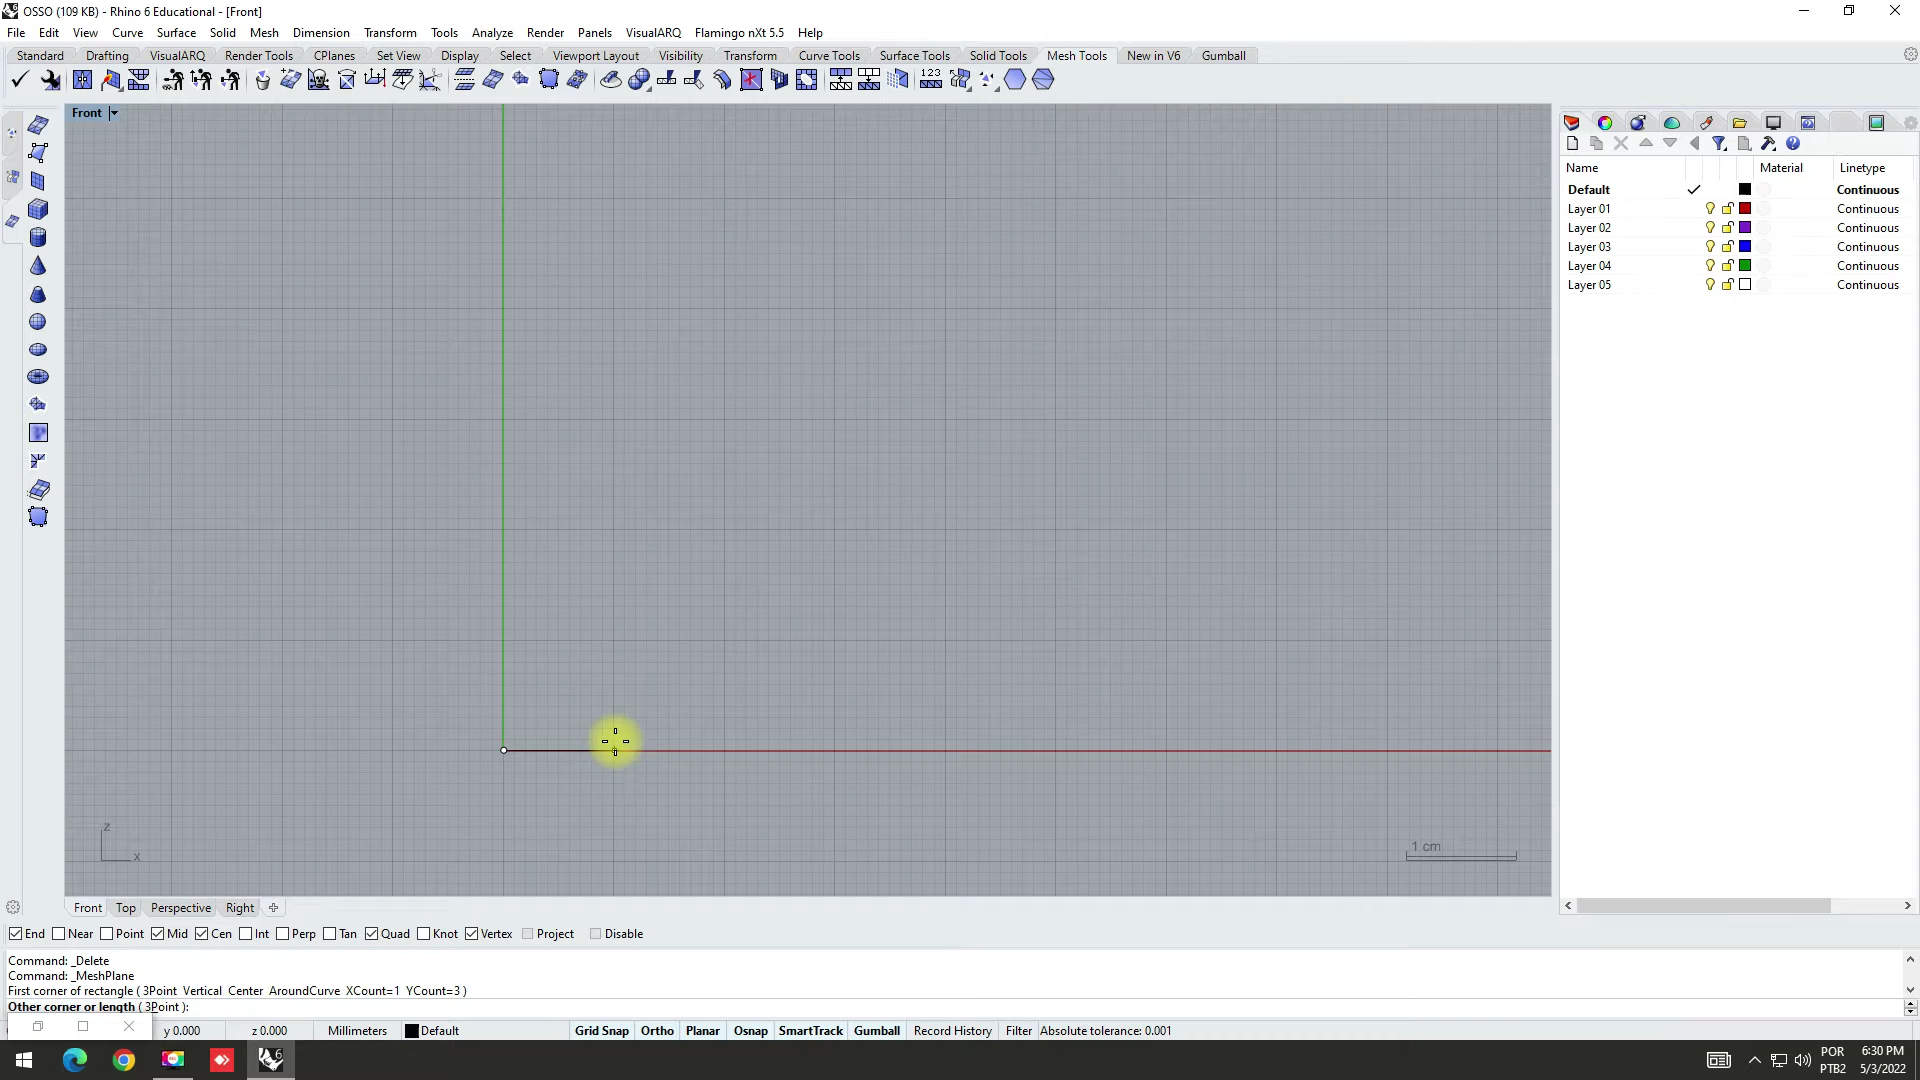 OSSO (109 KB) - Rhino 6 Educational - [Front]
File Edit View Curve Surface Solid Mesh Dimension Transform Tools Analyze Render Panels VisualARQ Flamingo nXt 5.5 Help
Standard Drafting VisualARQ Render Tools CPlanes Set View Display Select Viewport Layout Visibility Transform Curve Tools Surface Tools Solid Tools Mesh Tools New in V6 Gumball
123
Front
Name Material Linetype
Default Continuous
Layer 01 Continuous
Layer 02 Continuous
Layer 03 Continuous
Layer 04 Continuous
Layer 05 Continuous
z
x
1 cm
Front Top Perspective Right
End Near Point Mid Cen Int Perp Tan Quad Knot Vertex Project Disable
Command: _Delete
Command: _MeshPlane
First corner of rectangle ( 3Point Vertical Center AroundCurve XCount=1 YCount=3 )
Other corner or length ( 3Point ):
y 0.000 z 0.000 Millimeters Default Grid Snap Ortho Planar Osnap SmartTrack Gumball Record History Filter Absolute tolerance: 0.001
6
POR
PTB2
6:30 PM
5/3/2022